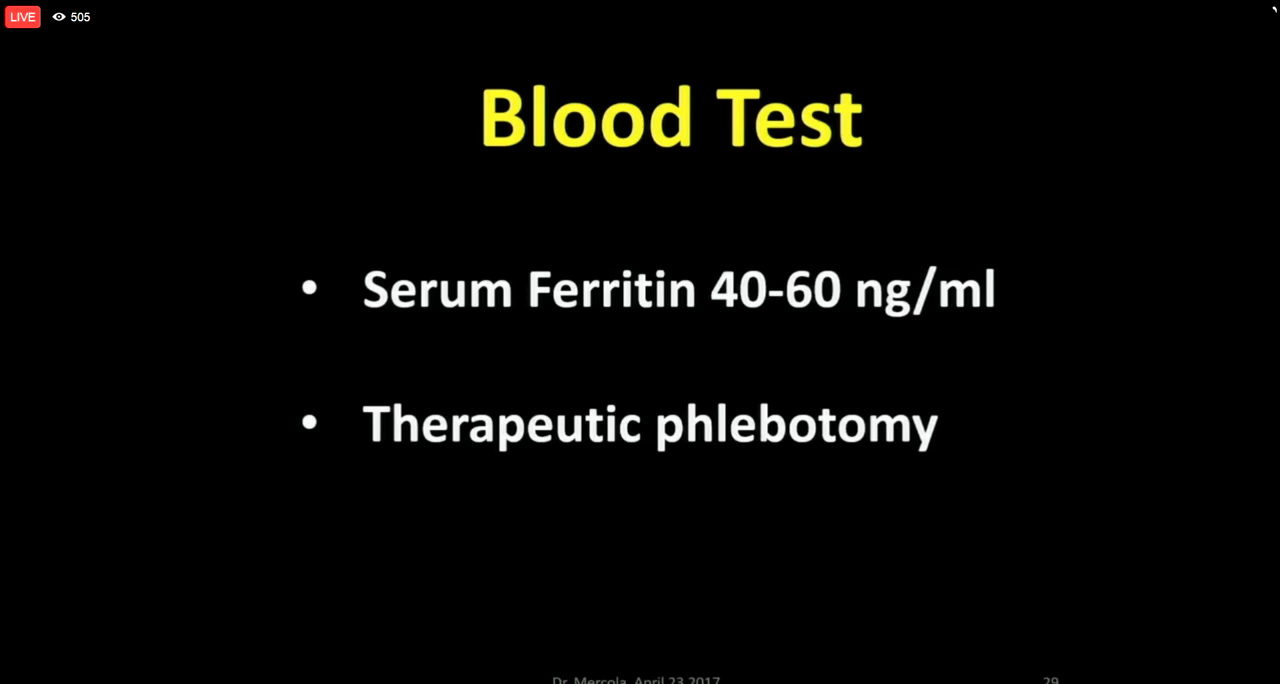 LIVE 505
Blood Test
• Serum Ferritin 40-60 ng/ml
• Therapeutic phlebotomy
Dr. Mercola, April 23 2017 29